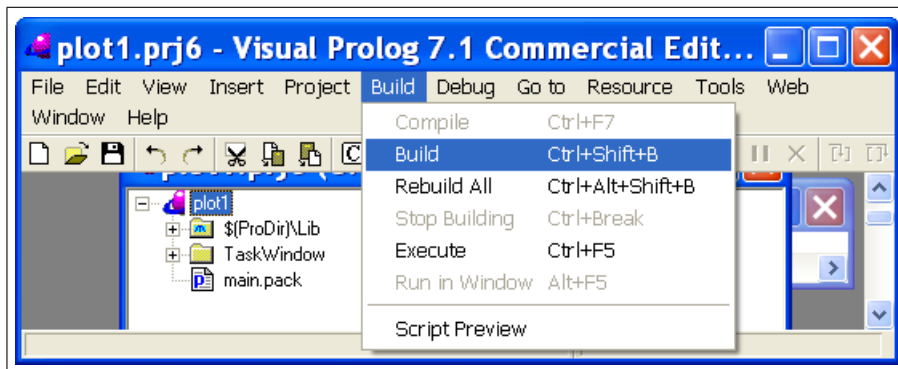 plot1.prj6 - Visual Prolog 7.1 Commercial Edit...
File Edit View Insert Project Build Debug Go to Resource Tools Web
Window Help
Compile Ctrl+F7
Build Ctrl+Shift+B
Rebuild All Ctrl+Alt+Shift+B
Stop Building Ctrl+Break
Execute Ctrl+F5
Run in Window Alt+F5
Script Preview
plot1
$(ProDir)\Lib
TaskWindow
main.pack